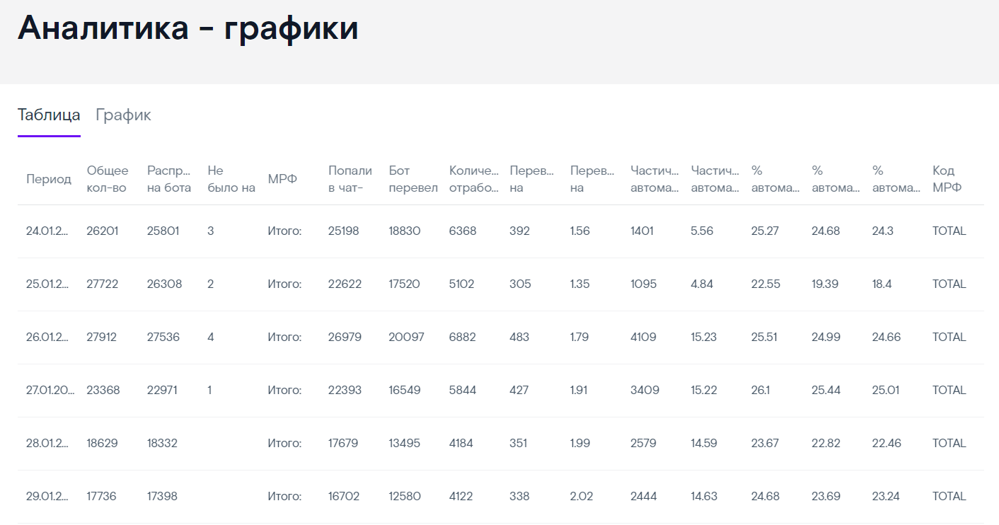 Аналитика - графики
Таблица График
Период Общее кол-во Распр... на бота Не было на МРФ Попали в чат- Бот перевел Количе... отрабо... Перев... на Перев... на Частич... автома... Частич... автома... % автома... % автома... % автома... Код МРФ
24.01.2... 26201 25801 3 Итого: 25198 18830 6368 392 1.56 1401 5.56 25.27 24.68 24.3 TOTAL
25.01.2... 27722 26308 2 Итого: 22622 17520 5102 305 1.35 1095 4.84 22.55 19.39 18.4 TOTAL
26.01.2... 27912 27536 4 Итого: 26979 20097 6882 483 1.79 4109 15.23 25.51 24.99 24.66 TOTAL
27.01.20... 23368 22971 1 Итого: 22393 16549 5844 427 1.91 3409 15.22 26.1 25.44 25.01 TOTAL
28.01.2... 18629 18332 Итого: 17679 13495 4184 351 1.99 2579 14.59 23.67 22.82 22.46 TOTAL
29.01.2... 17736 17398 Итого: 16702 12580 4122 338 2.02 2444 14.63 24.68 23.69 23.24 TOTAL